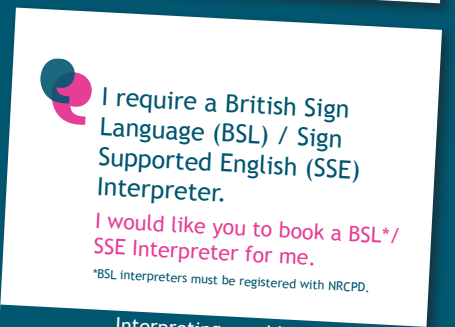 I require a British Sign
Language (BSL) / Sign
Supported English (SSE)
Interpreter.
I would like you to book a BSL*/
SSE Interpreter for me.
*BSL interpreters must be registered with NRCPD.
Interpreting